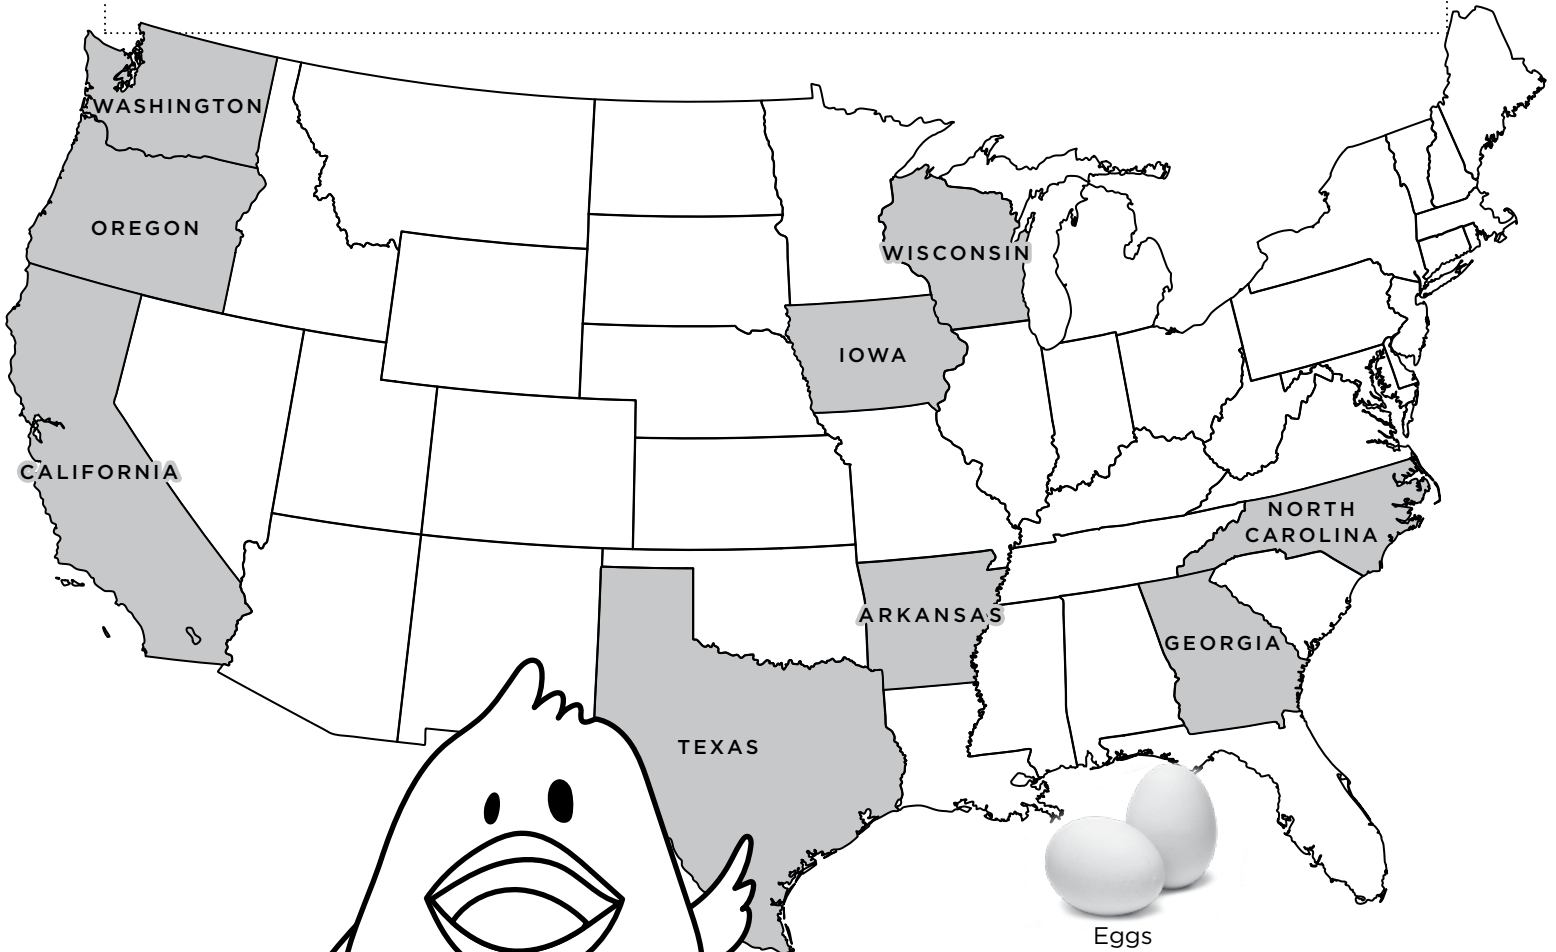 WASHINGTON
OREGON
WISCONSIN
IOWA
CALIFORNIA
NORTH
CAROLINA
ARKANSAS
GEORGIA
TEXAS
Eggs